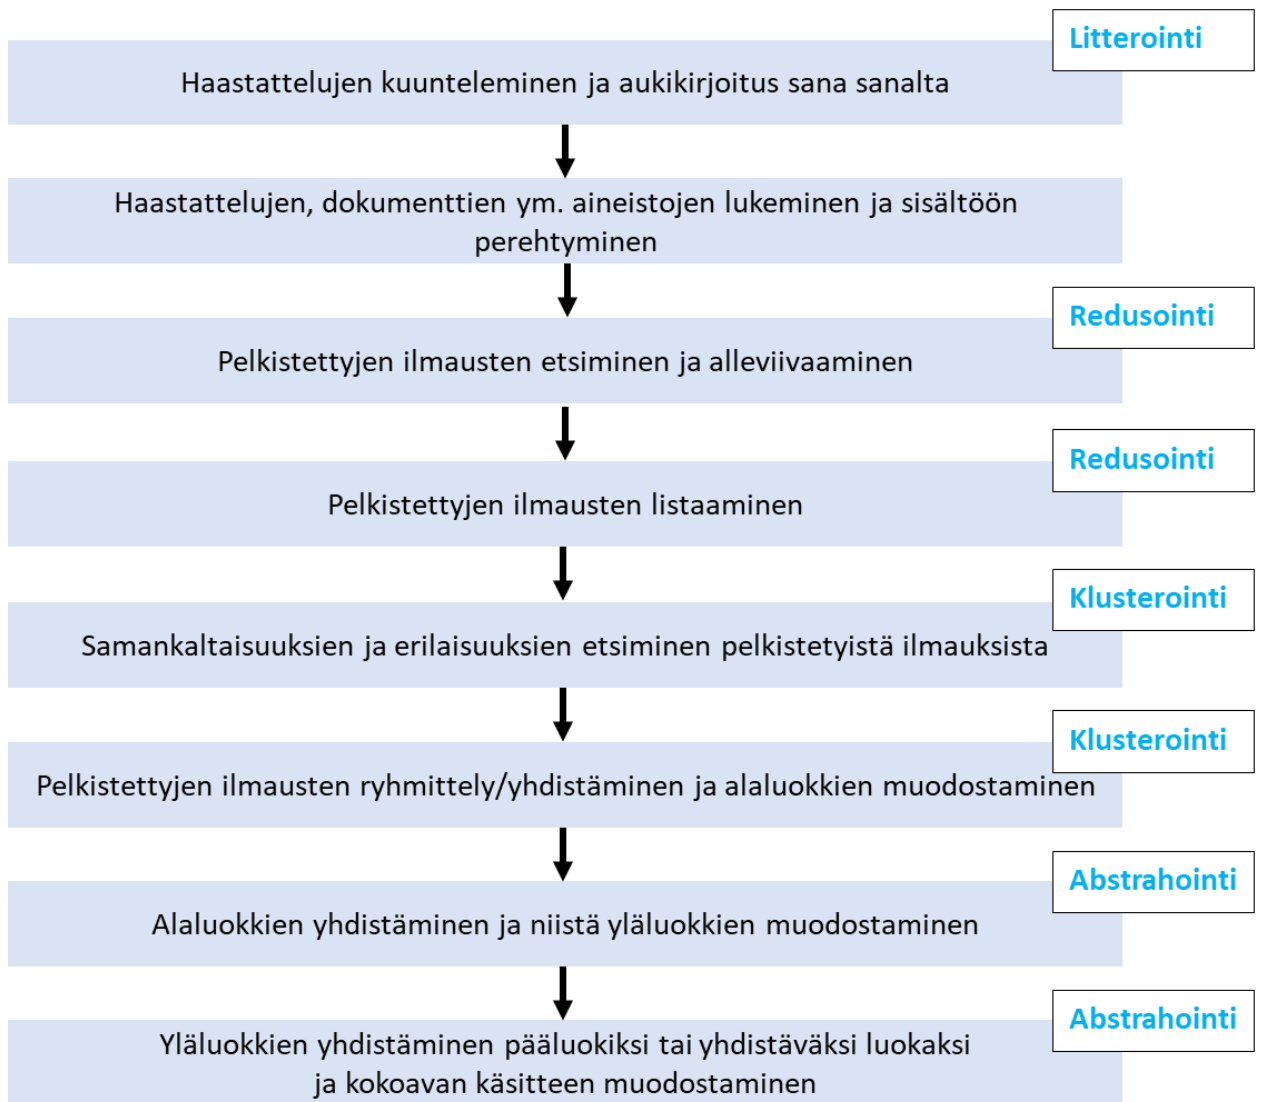 Litterointi
Haastattelujen kuunteleminen ja aukikirjoitus sana sanalta
Haastattelujen, dokumenttien ym. aineistojen lukeminen ja sisältöön
perehtyminen
Redusointi
Pelkistettyjen ilmausten etsiminen ja alleviivaaminen
Redusointi
Pelkistettyjen ilmausten listaaminen
Klusterointi
Samankaltaisuuksien ja erilaisuuksien etsiminen pelkistetyistä ilmauksista
Klusterointi
Pelkistettyjen ilmausten ryhmittely/yhdistäminen ja alaluokkien muodostaminen
Abstrahointi
Alaluokkien yhdistäminen ja niistä yläluokkien muodostaminen
Abstrahointi
Yläluokkien yhdistäminen pääluokiksi tai yhdistäväksi luokaksi
ja kokoavan käsitteen muodostaminen